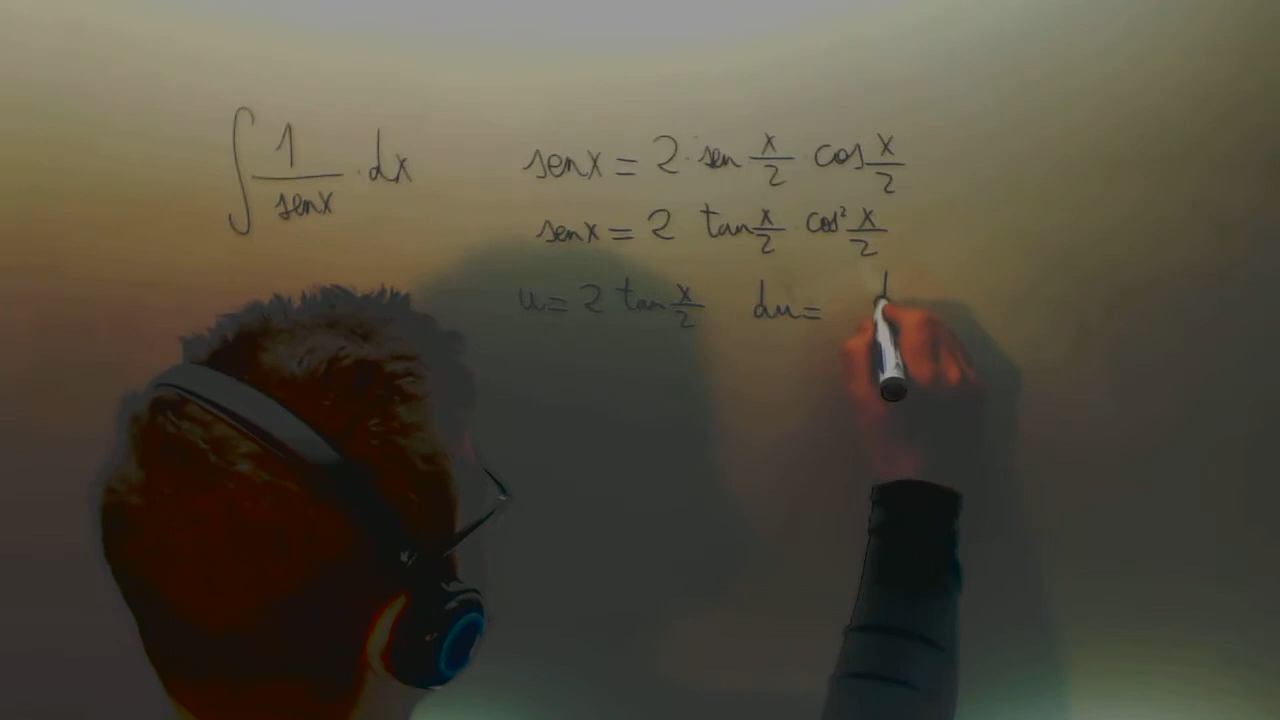 ∫ 1/senx · dx
senx = 2 · sen x/2 cos x/2
senx = 2 tan x/2 · cos² x/2
u = 2 tan x/2 du =